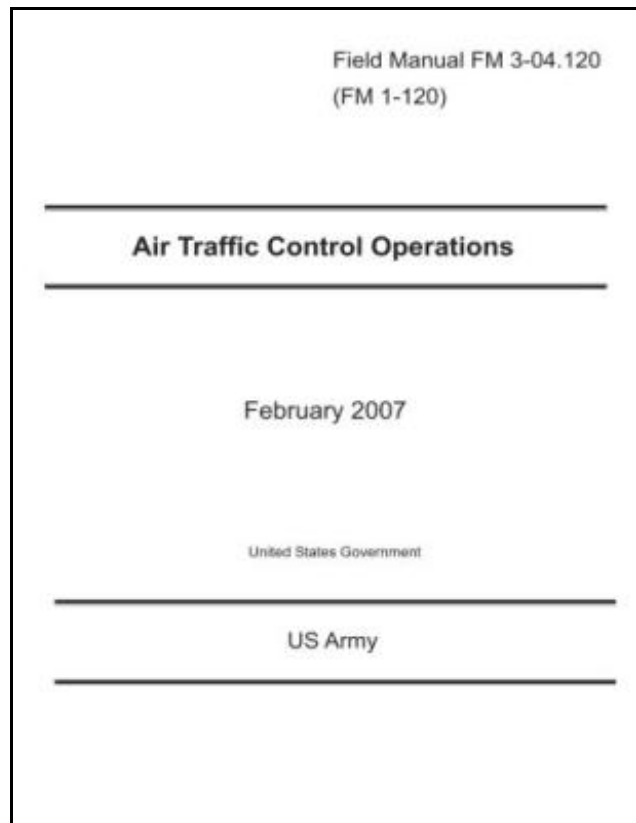 Field Manual FM 3-04.120
(FM 1-120)
Air Traffic Control Operations
February 2007
United States Government
US Army